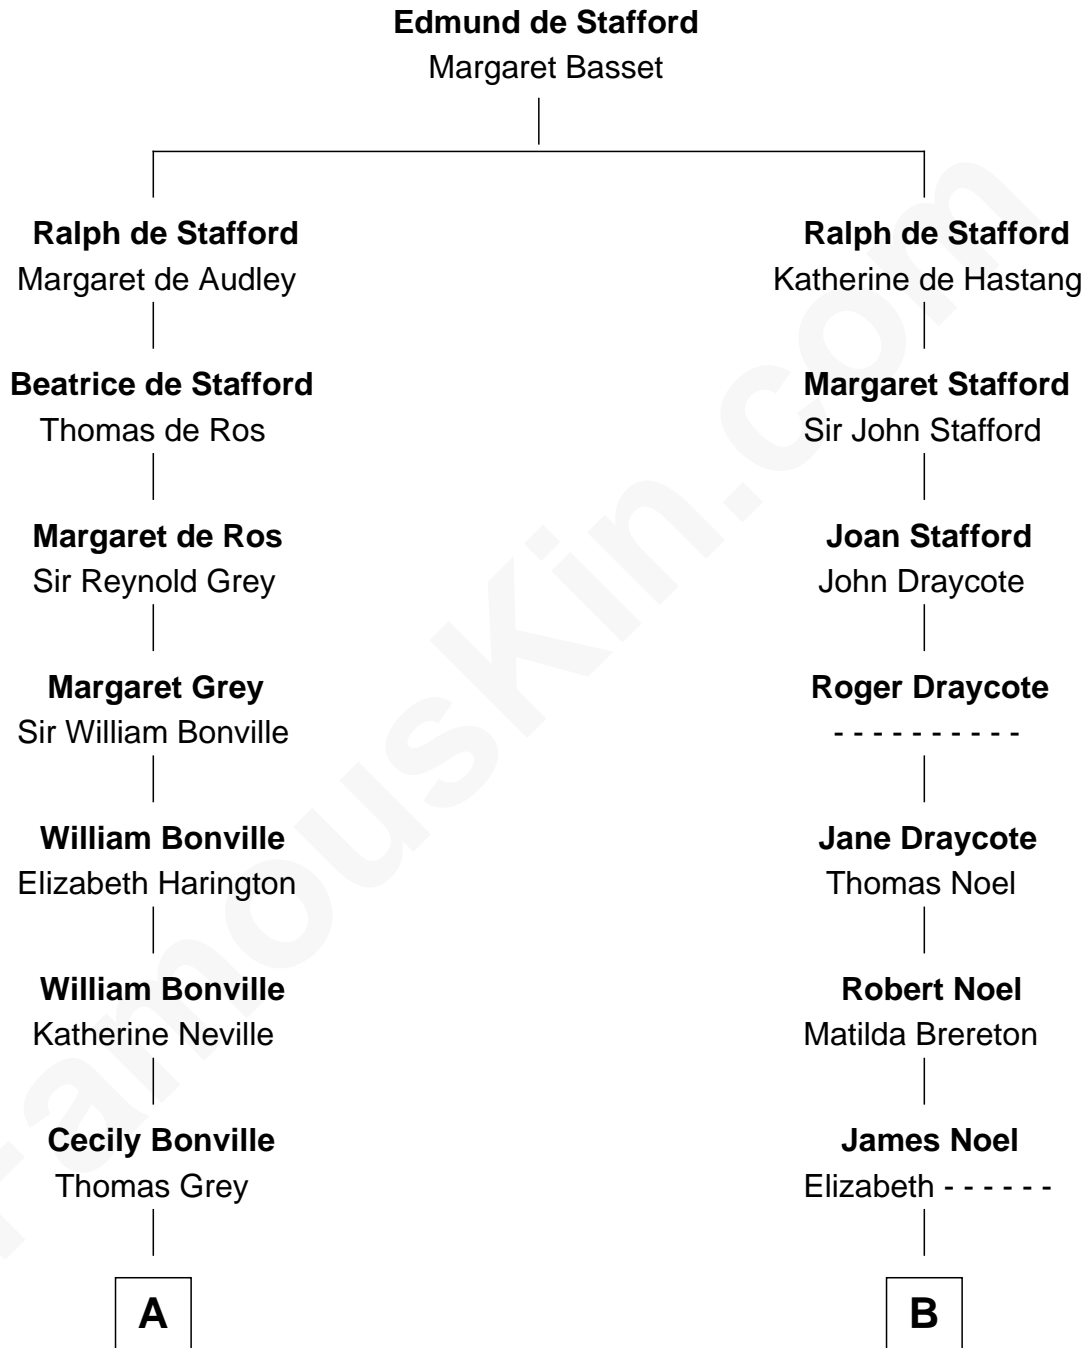 Edmund de Stafford
Margaret Basset
Ralph de Stafford
Margaret de Audley
Beatrice de Stafford
Thomas de Ros
Margaret de Ros
Sir Reynold Grey
Margaret Grey
Sir William Bonville
William Bonville
Elizabeth Harington
William Bonville
Katherine Neville
Cecily Bonville
Thomas Grey
A
Ralph de Stafford
Katherine de Hastang
Margaret Stafford
Sir John Stafford
Joan Stafford
John Draycote
Roger Draycote
- - - - - - - - - -
Jane Draycote
Thomas Noel
Robert Noel
Matilda Brereton
James Noel
Elizabeth - - - - - -
B
FamousKin.com